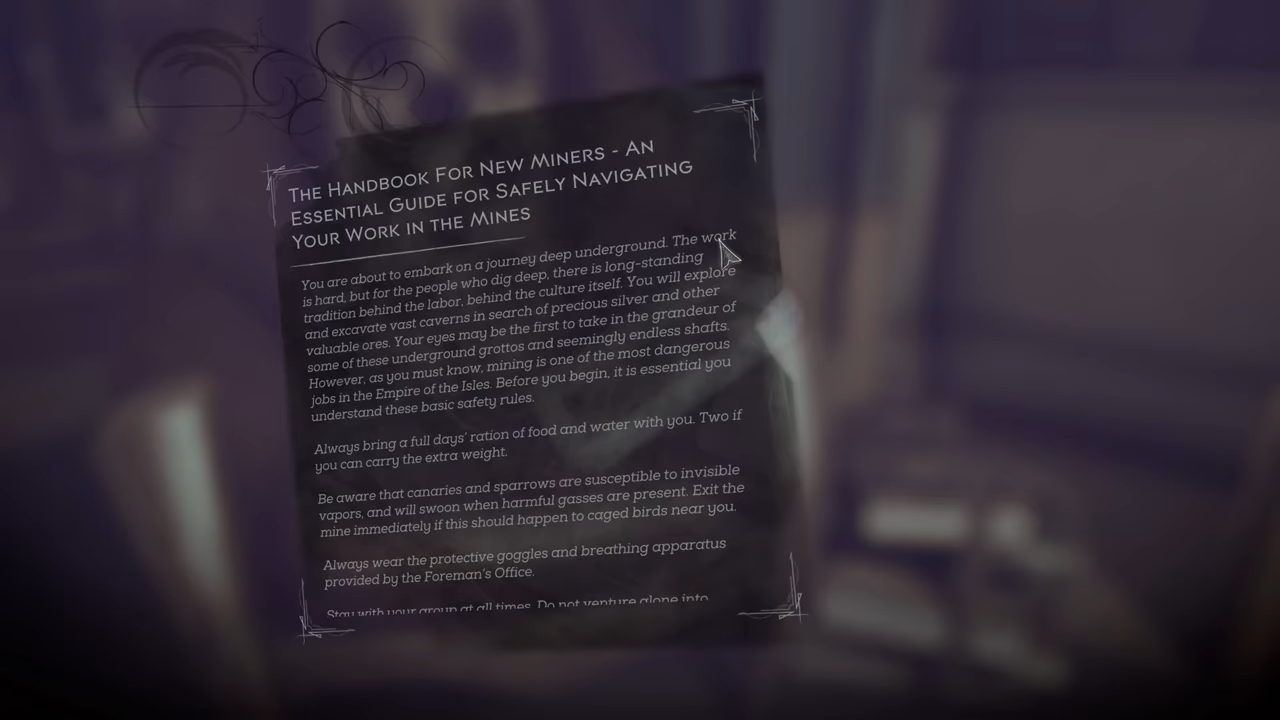 The Handbook For New Miners - An
Essential Guide for Safely Navigating
Your Work in the Mines
You are about to embark on a journey deep underground. The work
is hard, but for the people who dig deep, there is long-standing
tradition behind the labor, behind the culture itself. You will explore
and excavate vast caverns in search of precious silver and other
valuable ores. Your eyes may be the first to take in the grandeur of
some of these underground grottos and seemingly endless shafts.
However, as you must know, mining is one of the most dangerous
jobs in the Empire of the Isles. Before you begin, it is essential you
understand these basic safety rules.
Always bring a full days' ration of food and water with you. Two if
you can carry the extra weight.
Be aware that canaries and sparrows are susceptible to invisible
vapors, and will swoon when harmful gasses are present. Exit the
mine immediately if this should happen to caged birds near you.
Always wear the protective goggles and breathing apparatus
provided by the Foreman's Office.
Stay with your group at all times. Do not venture alone into